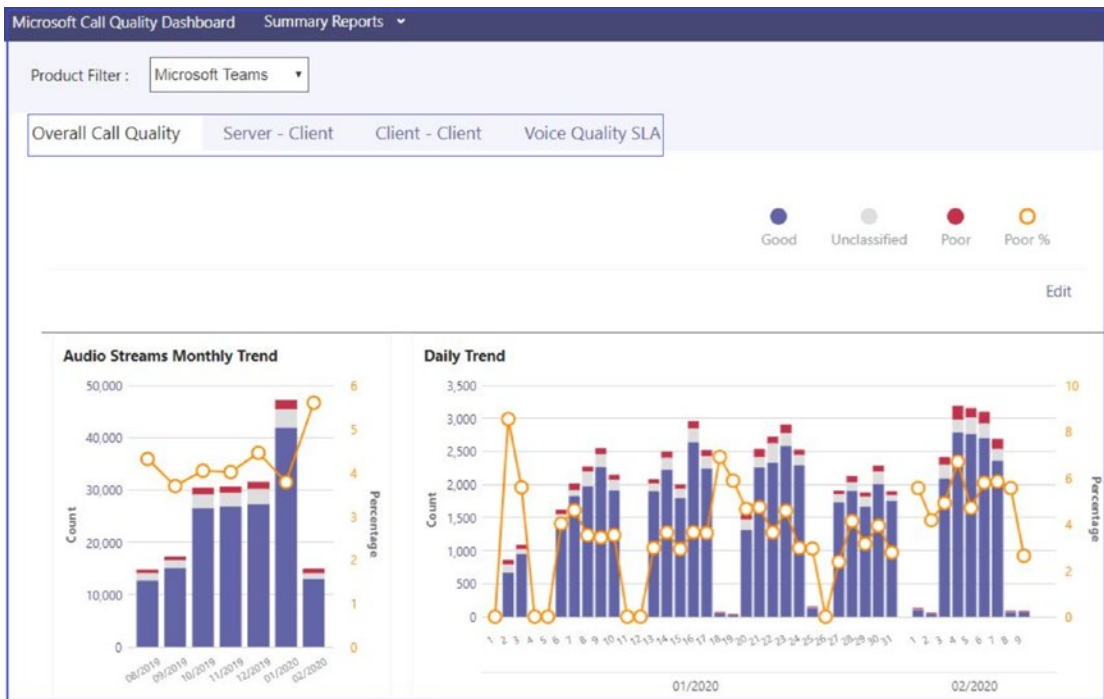 Microsoft Call Quality Dashboard Summary Reports
Product Filter : Microsoft Teams
Overall Call Quality Server - Client Client - Client Voice Quality SLA
Good Unclassified Poor Poor %
Edit
Audio Streams Monthly Trend
50,000 6
5
40,000
4
30,000
3
20,000
2
10,000
1
0 0
Count
Percentage
08/2019 09/2019 10/2019 11/2019 12/2019 01/2020 02/2020
Daily Trend
3,500 10
3,000
8
2,500
2,000 6
1,500
4
1,000
2
500
0 0
Count
Percentage
1 2 3 4 5 6 7 8 9 10 11 12 13 14 15 16 17 18 19 20 21 22 23 24 25 26 27 28 29 30 31 1 2 3 4 5 6 7 8 9
01/2020 02/2020